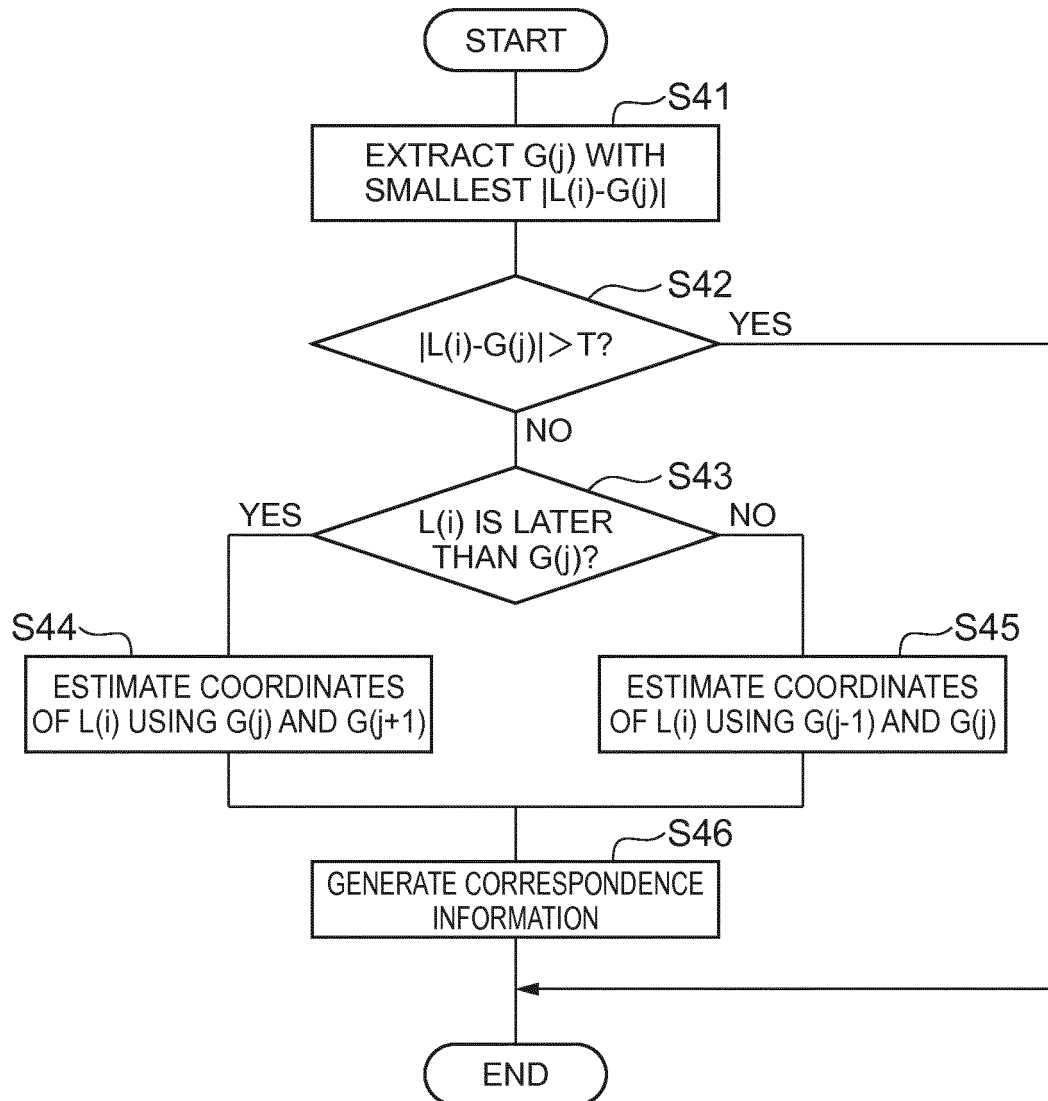 START
S41
EXTRACT G(j) WITH
SMALLEST |L(i)-G(j)|
S42
|L(i)-G(j)|>T?
YES
NO
S43
YES
L(i) IS LATER
THAN G(j)?
NO
S44
ESTIMATE COORDINATES
OF L(i) USING G(j) AND G(j+1)
S45
ESTIMATE COORDINATES
OF L(i) USING G(j-1) AND G(j)
S46
GENERATE CORRESPONDENCE
INFORMATION
END